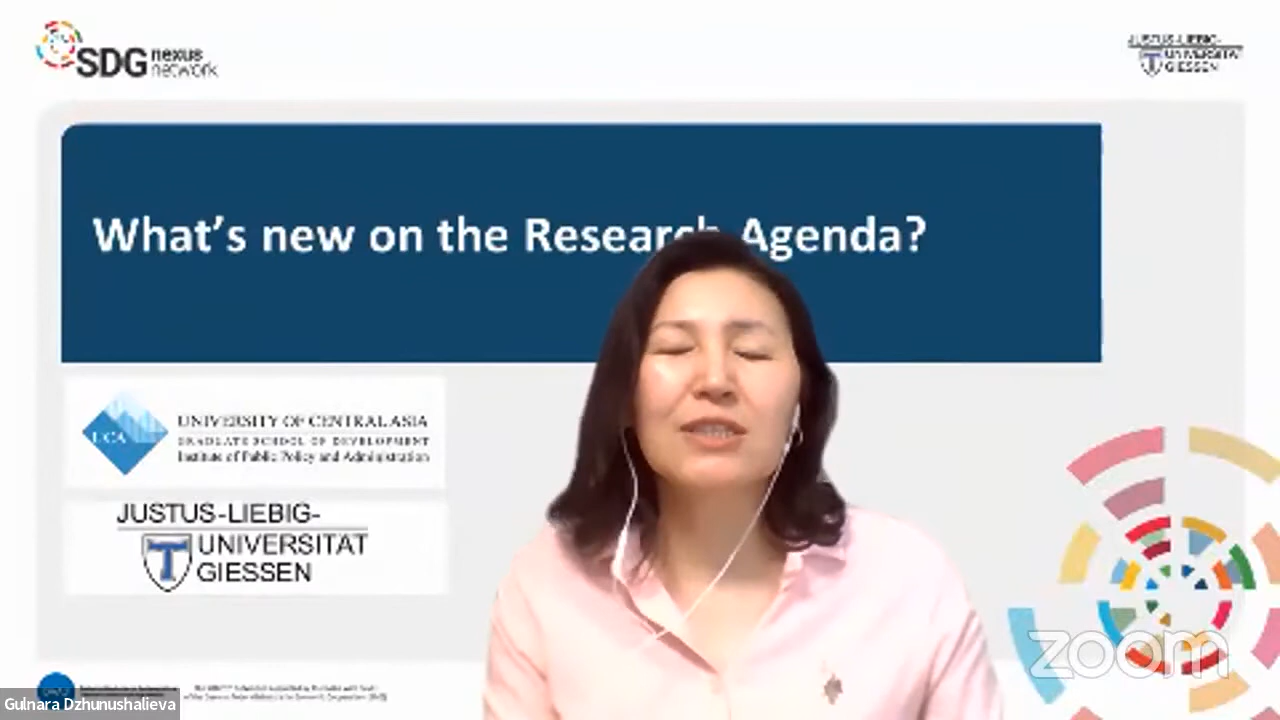 SDG nexus
network
JUSTUS-LIEBIG-
UNIVERSITÄT
GIESSEN
What's new on the Research Agenda?
UCA
UNIVERSITY OF CENTRAL ASIA
GRADUATE SCHOOL OF DEVELOPMENT
Institute of Public Policy and Administration
JUSTUS-LIEBIG-
UNIVERSITAT
GIESSEN
zoom
Gulnara Dzhunushalieva